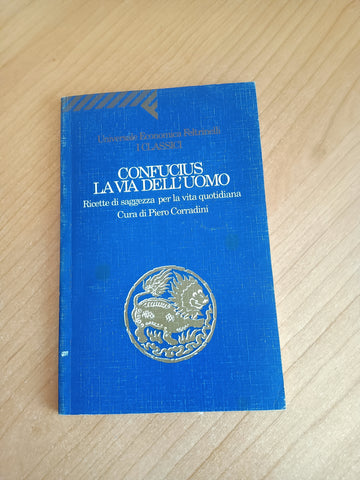 Universale Economica Feltrinelli
I CLASSICI
CONFUCIUS
LA VIA DELL'UOMO
Ricette di saggezza per la vita quotidiana
Cura di Piero Corradini